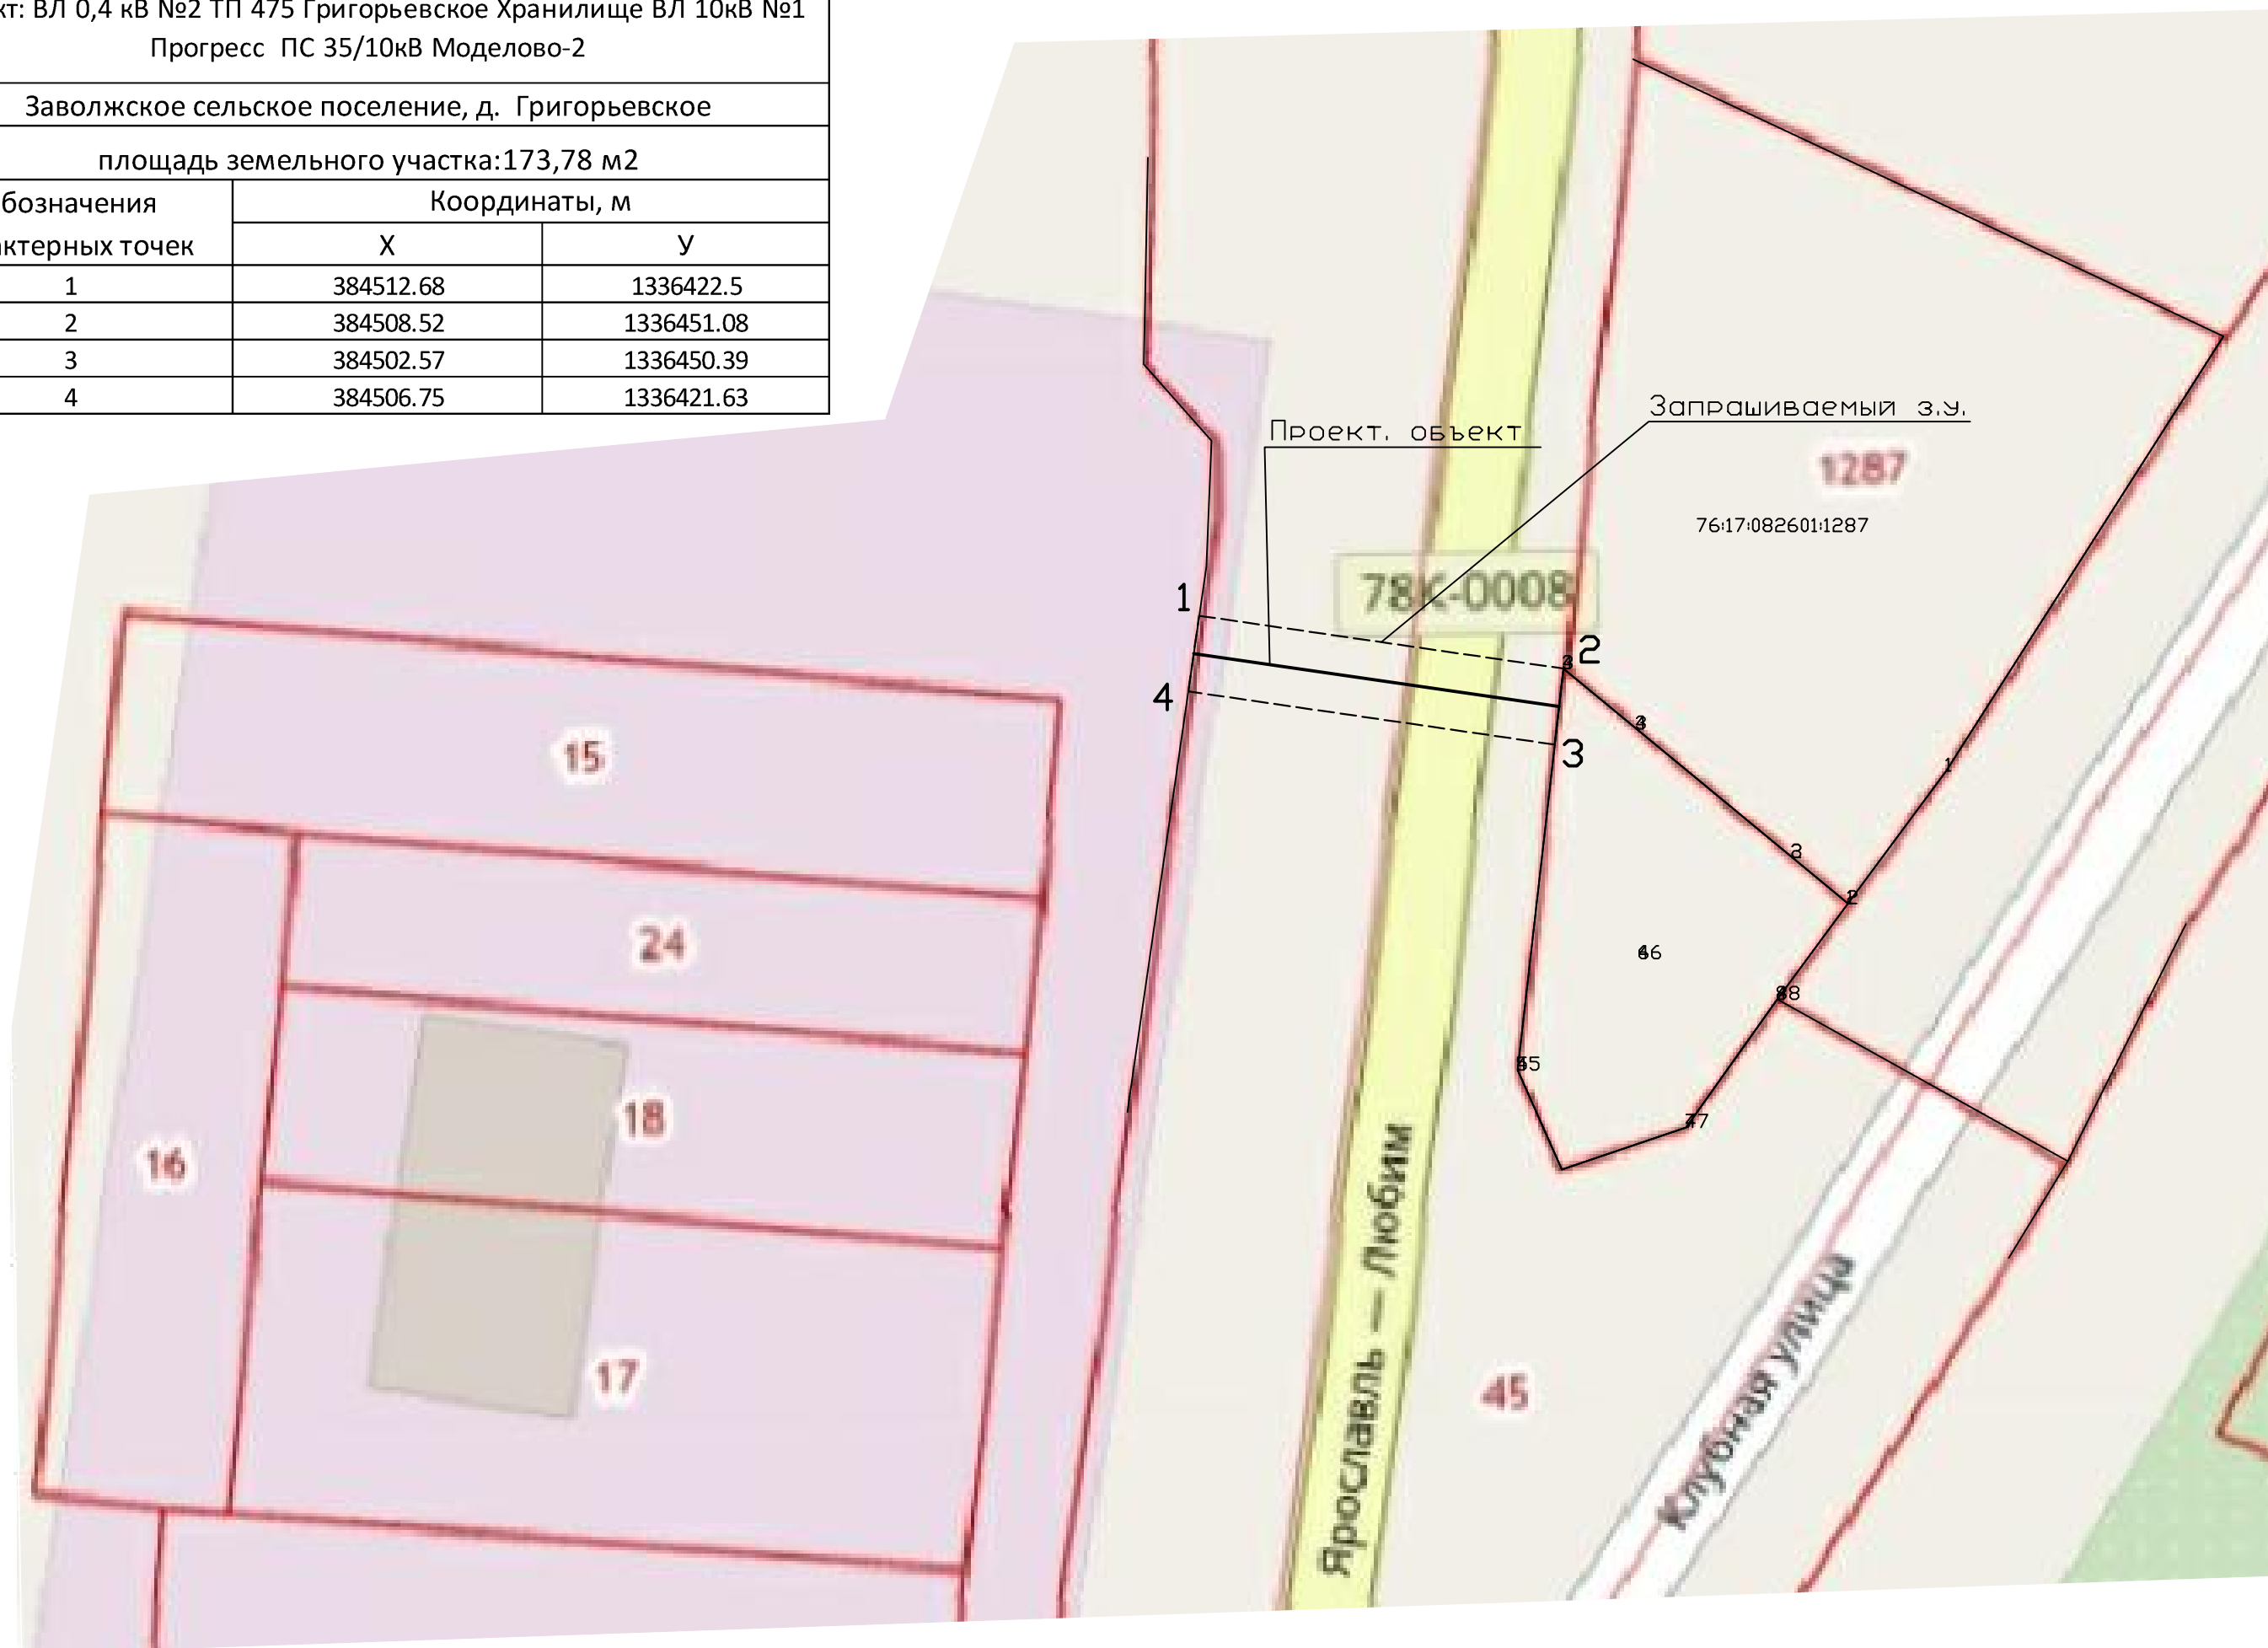 кт: ВЛ 0,4 кВ №2 ТП 475 Григорьевское Хранилище ВЛ 10кВ №1
Прогресс ПС 35/10кВ Моделово-2
Заволжское сельское поселение, д. Григорьевское
площадь земельного участка:173,78 м2
бозначения
Координаты, м
ктерных точек
Х
У
1
384512.68
1336422.5
2
384508.52
1336451.08
3
384502.57
1336450.39
4
384506.75
1336421.63
Запрашиваемый з.у.
Проект. объект
1287
76:17:082601:1287
78К-0008
1
2
4
3
15
1
3
2
24
18
16
17
45
Ярославль — Любим
Клубная улица